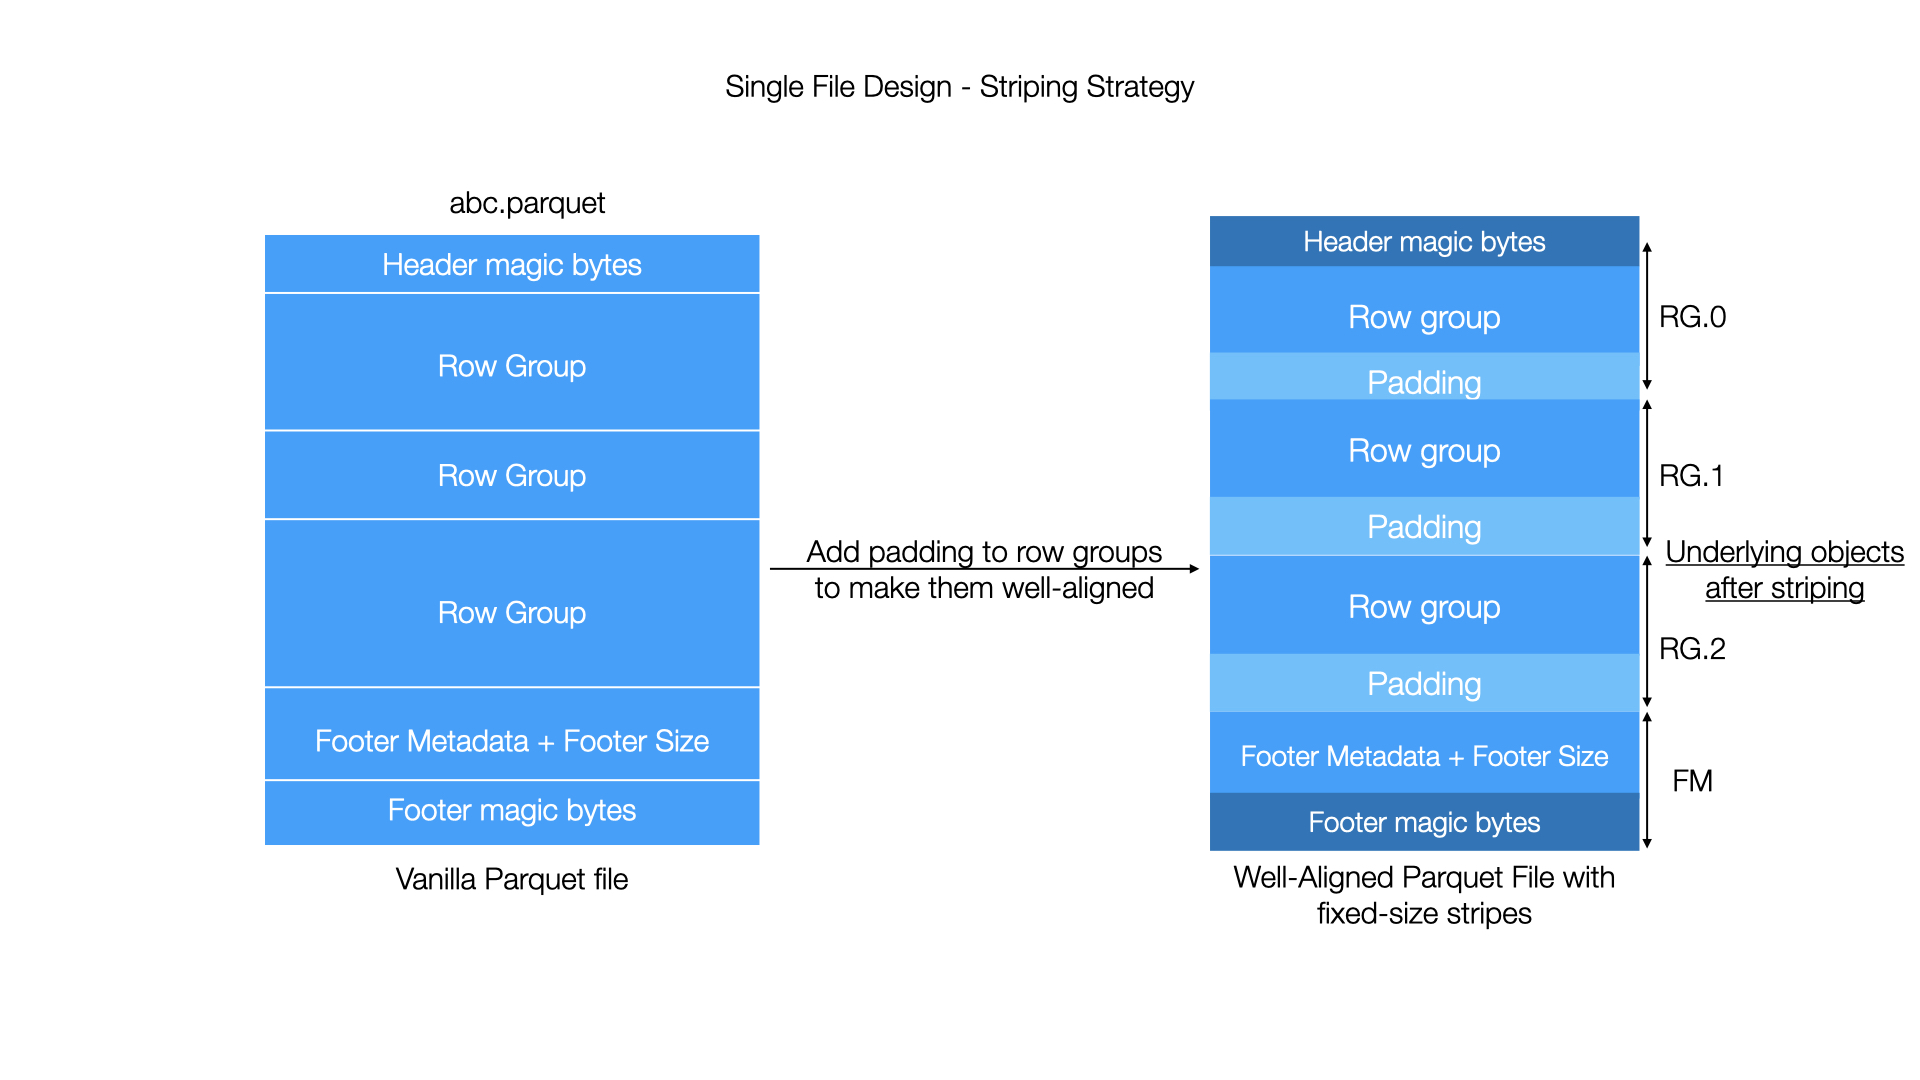 Single File Design - Striping Strategy
abc.parquet
Header magic bytes
Row Group
Row Group
Row Group
Footer Metadata + Footer Size
Footer magic bytes
Vanilla Parquet file
Add padding to row groups
to make them well-aligned
Header magic bytes
Row group
Padding
Row group
Padding
Row group
Padding
Footer Metadata + Footer Size
Footer magic bytes
Well-Aligned Parquet File with
fixed-size stripes
RG.0
RG.1
Underlying objects
after striping
RG.2
FM